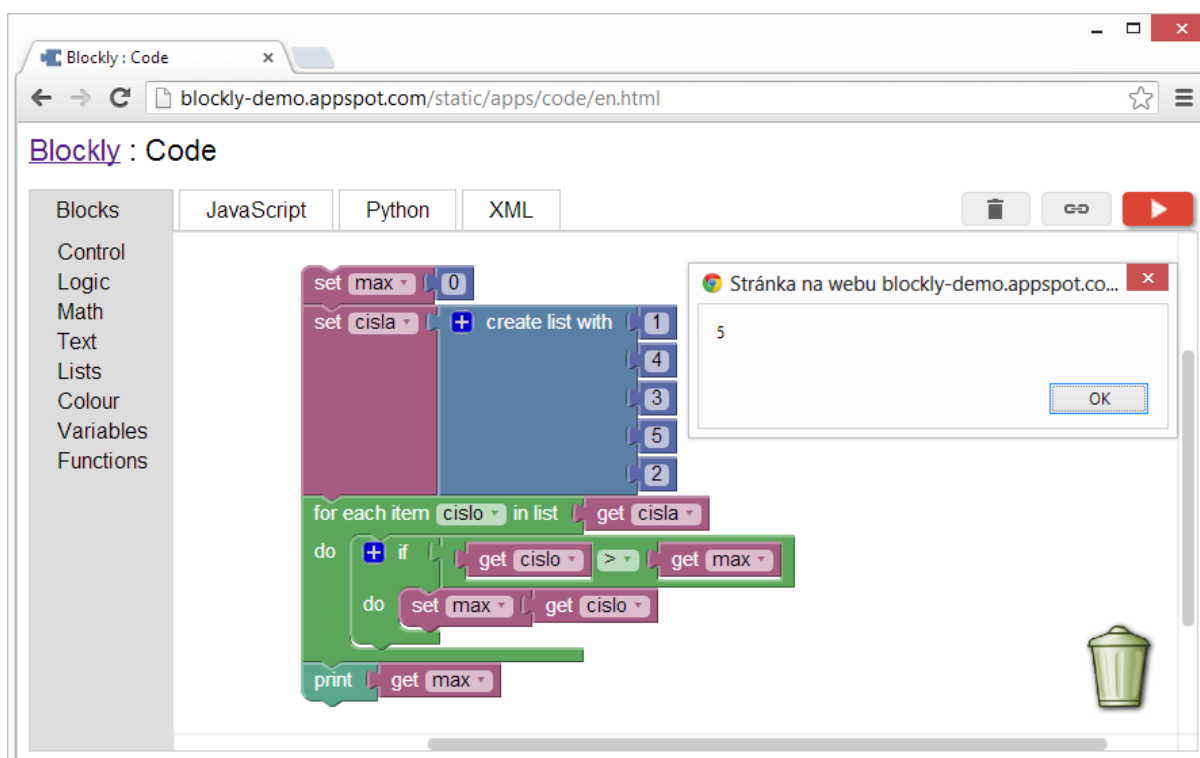 Blockly : Code
blockly-demo.appspot.com/static/apps/code/en.html
Blockly : Code
Blocks JavaScript Python XML
Control
Logic
Math
Text
Lists
Colour
Variables
Functions
set max 0
set cisla create list with 1
4
3
5
2
for each item cislo in list get cisla
do if get cislo > get max
do set max get cislo
print get max
Stránka na webu blockly-demo.appspot.co...
5
OK